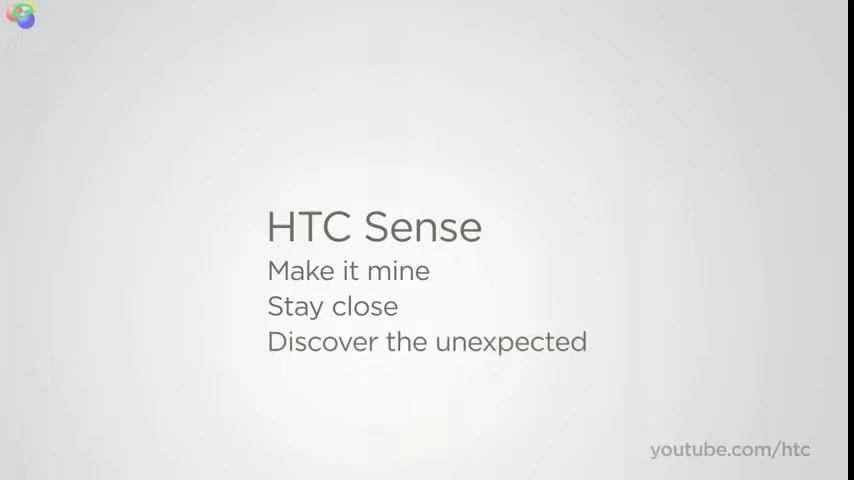 HTC Sense
Make it mine
Stay close
Discover the unexpected
youtube.com/htc